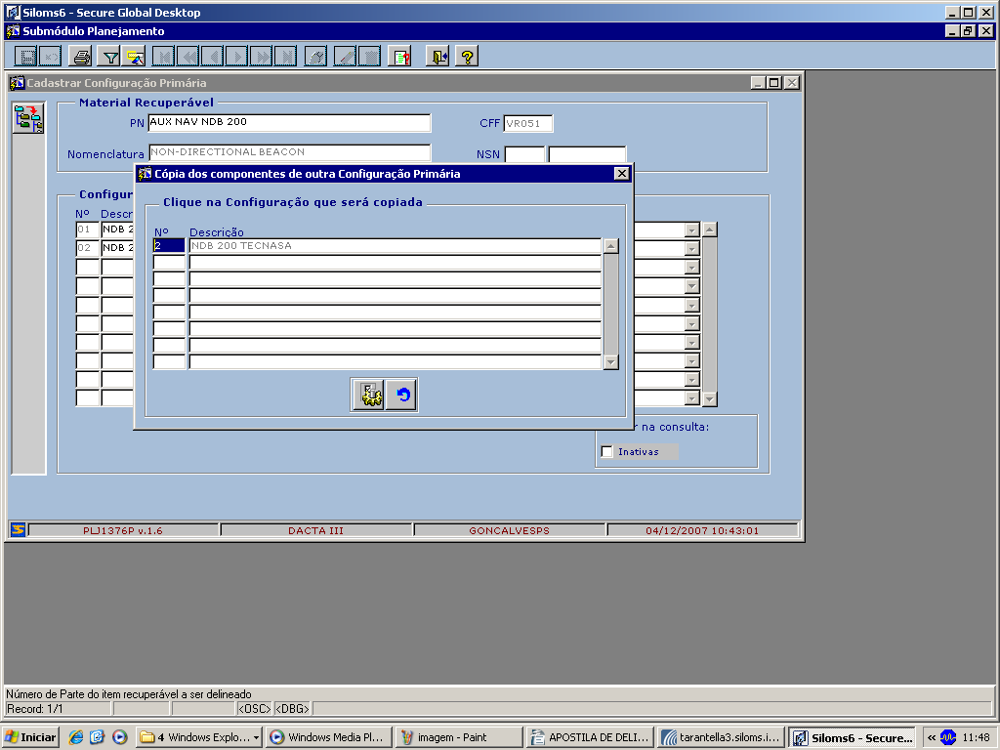 Siloms6 - Secure Global Desktop
Submódulo Planejamento
Cadastrar Configuração Primária
Material Recuperável
PN AUX NAV NDB 200 CFF VR051
Nomenclatura NON-DIRECTIONAL BEACON NSN
Cópia dos componentes de outra Configuração Primária
Configur
Clique na Configuração que será copiada
Nº Descr
Nº Descrição
01 NDB 2
2 NDB 200 TECNASA
02 NDB 2
r na consulta:
Inativas
PLJ1376P v.1.6 DACTA III GONCALVESPS 04/12/2007 10:43:01
Número de Parte do item recuperável a ser delineado
Record: 1/1 <OSC> <DBG>
Iniciar 4 Windows Explo... Windows Media Pl... imagem - Paint APOSTILA DE DELI... tarantella3.siloms.i... Siloms6 - Secure... « 11:48